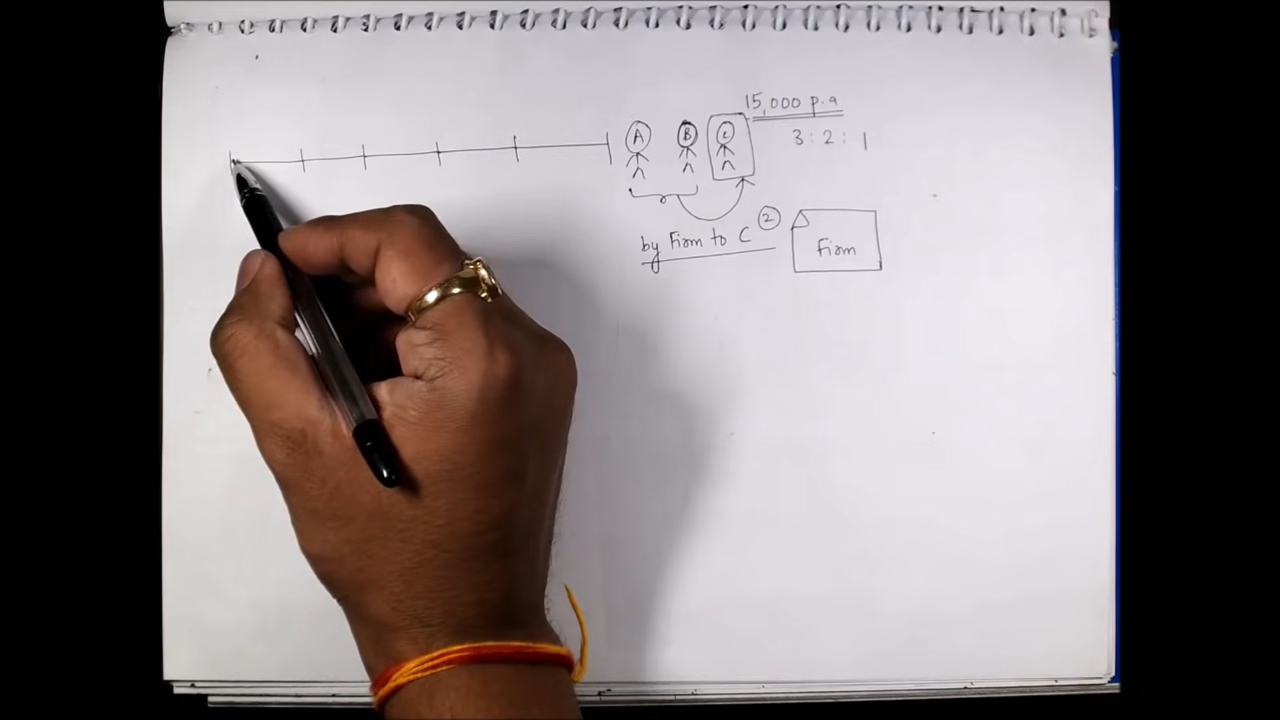 15,000 p.a
A B C
3 : 2 : 1
by Firm to C ②
Firm